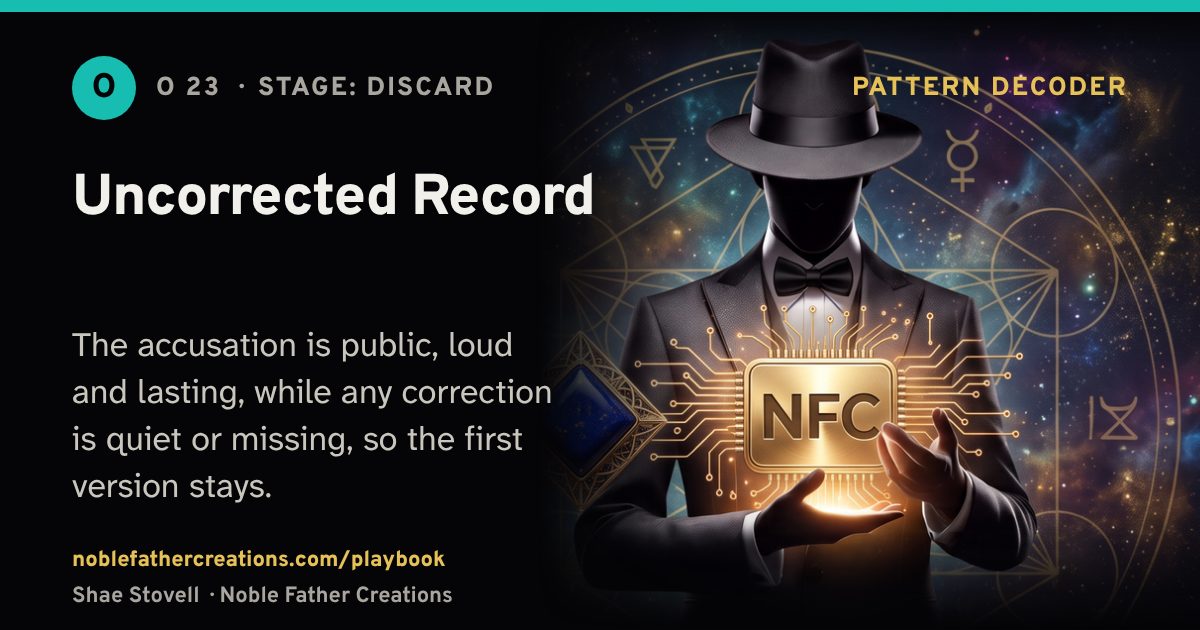 O
O 23 · STAGE: DISCARD
PATTERN DECODER
Uncorrected Record
The accusation is public, loud
and lasting, while any correction
is quiet or missing, so the first
version stays.
NFC
noblefathercreations.com/playbook
Shae Stovell · Noble Father Creations